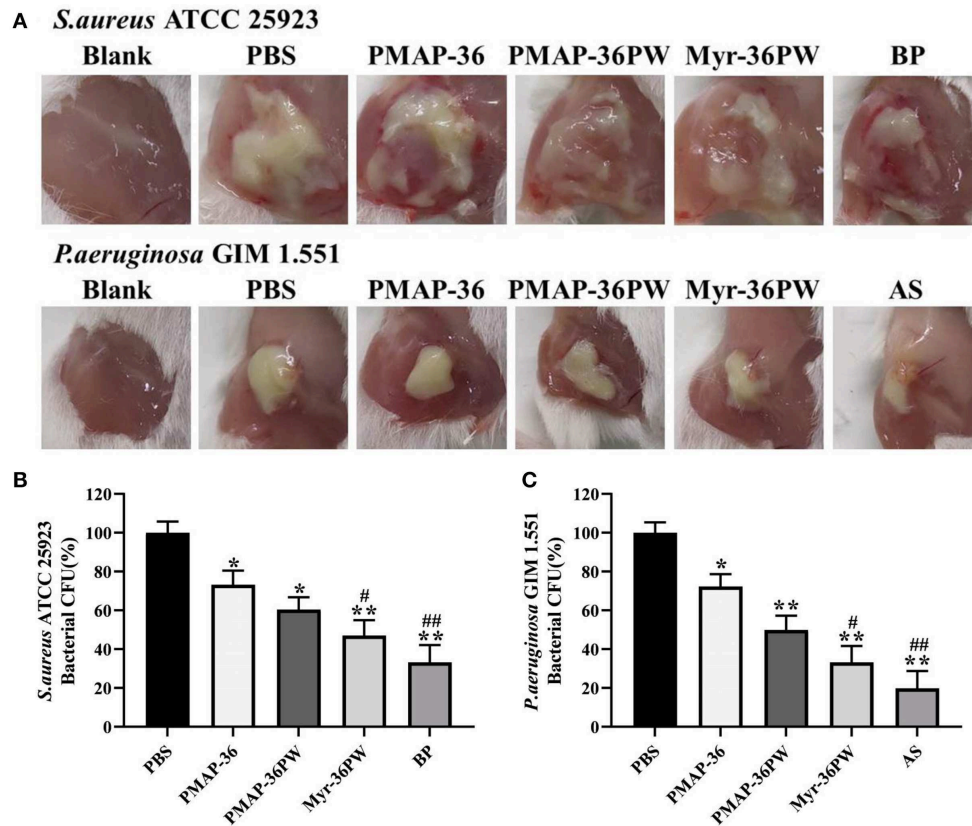 A
S.aureus ATCC 25923
Blank PBS PMAP-36 PMAP-36PW Myr-36PW BP
P.aeruginosa GIM 1.551
Blank PBS PMAP-36 PMAP-36PW Myr-36PW AS
B
S.aureus ATCC 25923
Bacterial CFU(%)
120
100
80
60
40
20
0
*
*
#
**
##
**
PBS PMAP-36 PMAP-36PW Myr-36PW BP
C
P.aeruginosa GIM 1.551
Bacterial CFU(%)
120
100
80
60
40
20
0
*
**
#
**
##
**
PBS PMAP-36 PMAP-36PW Myr-36PW AS